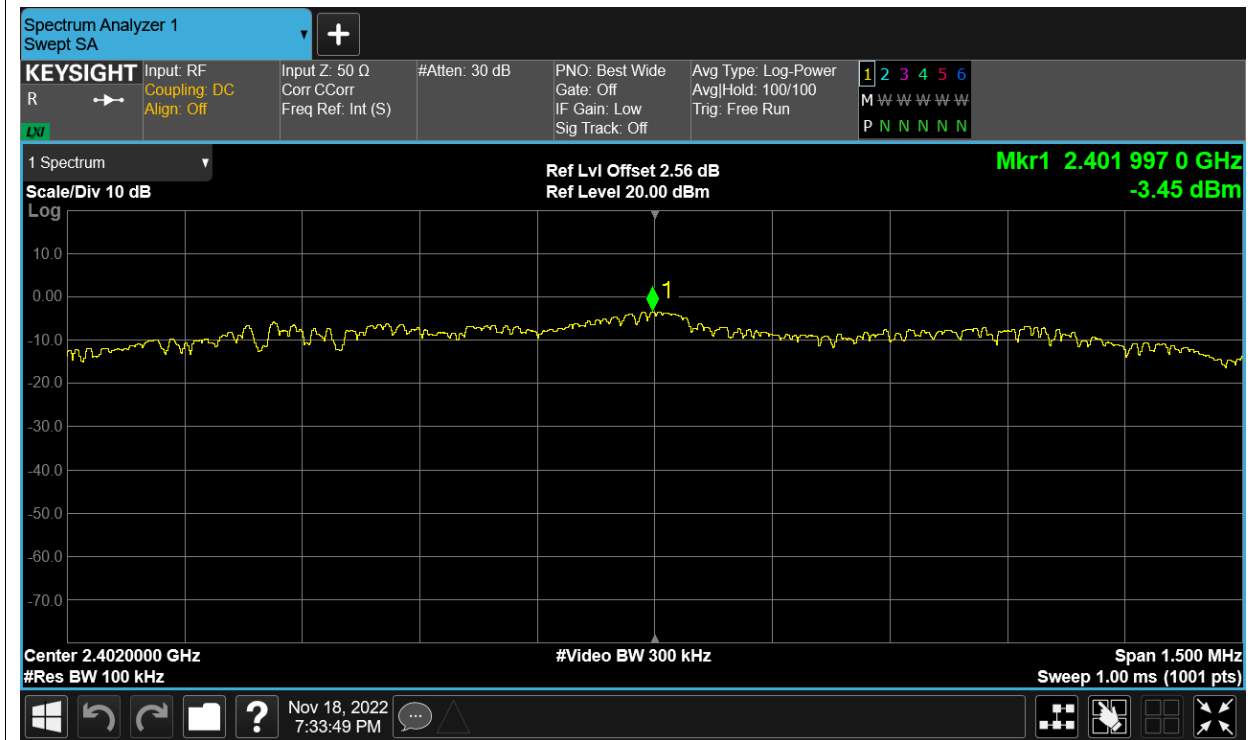 Spectrum Analyzer 1
Swept SA
KEYSIGHT
R
LXI
Input: RF
Coupling: DC
Align: Off
Input Z: 50 Ω
Corr CCorr
Freq Ref: Int (S)
#Atten: 30 dB
PNO: Best Wide
Gate: Off
IF Gain: Low
Sig Track: Off
Avg Type: Log-Power
Avg|Hold: 100/100
Trig: Free Run
1 2 3 4 5 6
M W W W W W
P N N N N N
1 Spectrum
Scale/Div 10 dB
Log
Ref Lvl Offset 2.56 dB
Ref Level 20.00 dBm
Mkr1 2.401 997 0 GHz
-3.45 dBm
10.0
0.00
-10.0
-20.0
-30.0
-40.0
-50.0
-60.0
-70.0
1
Center 2.4020000 GHz
#Res BW 100 kHz
#Video BW 300 kHz
Span 1.500 MHz
Sweep 1.00 ms (1001 pts)
?
Nov 18, 2022
7:33:49 PM